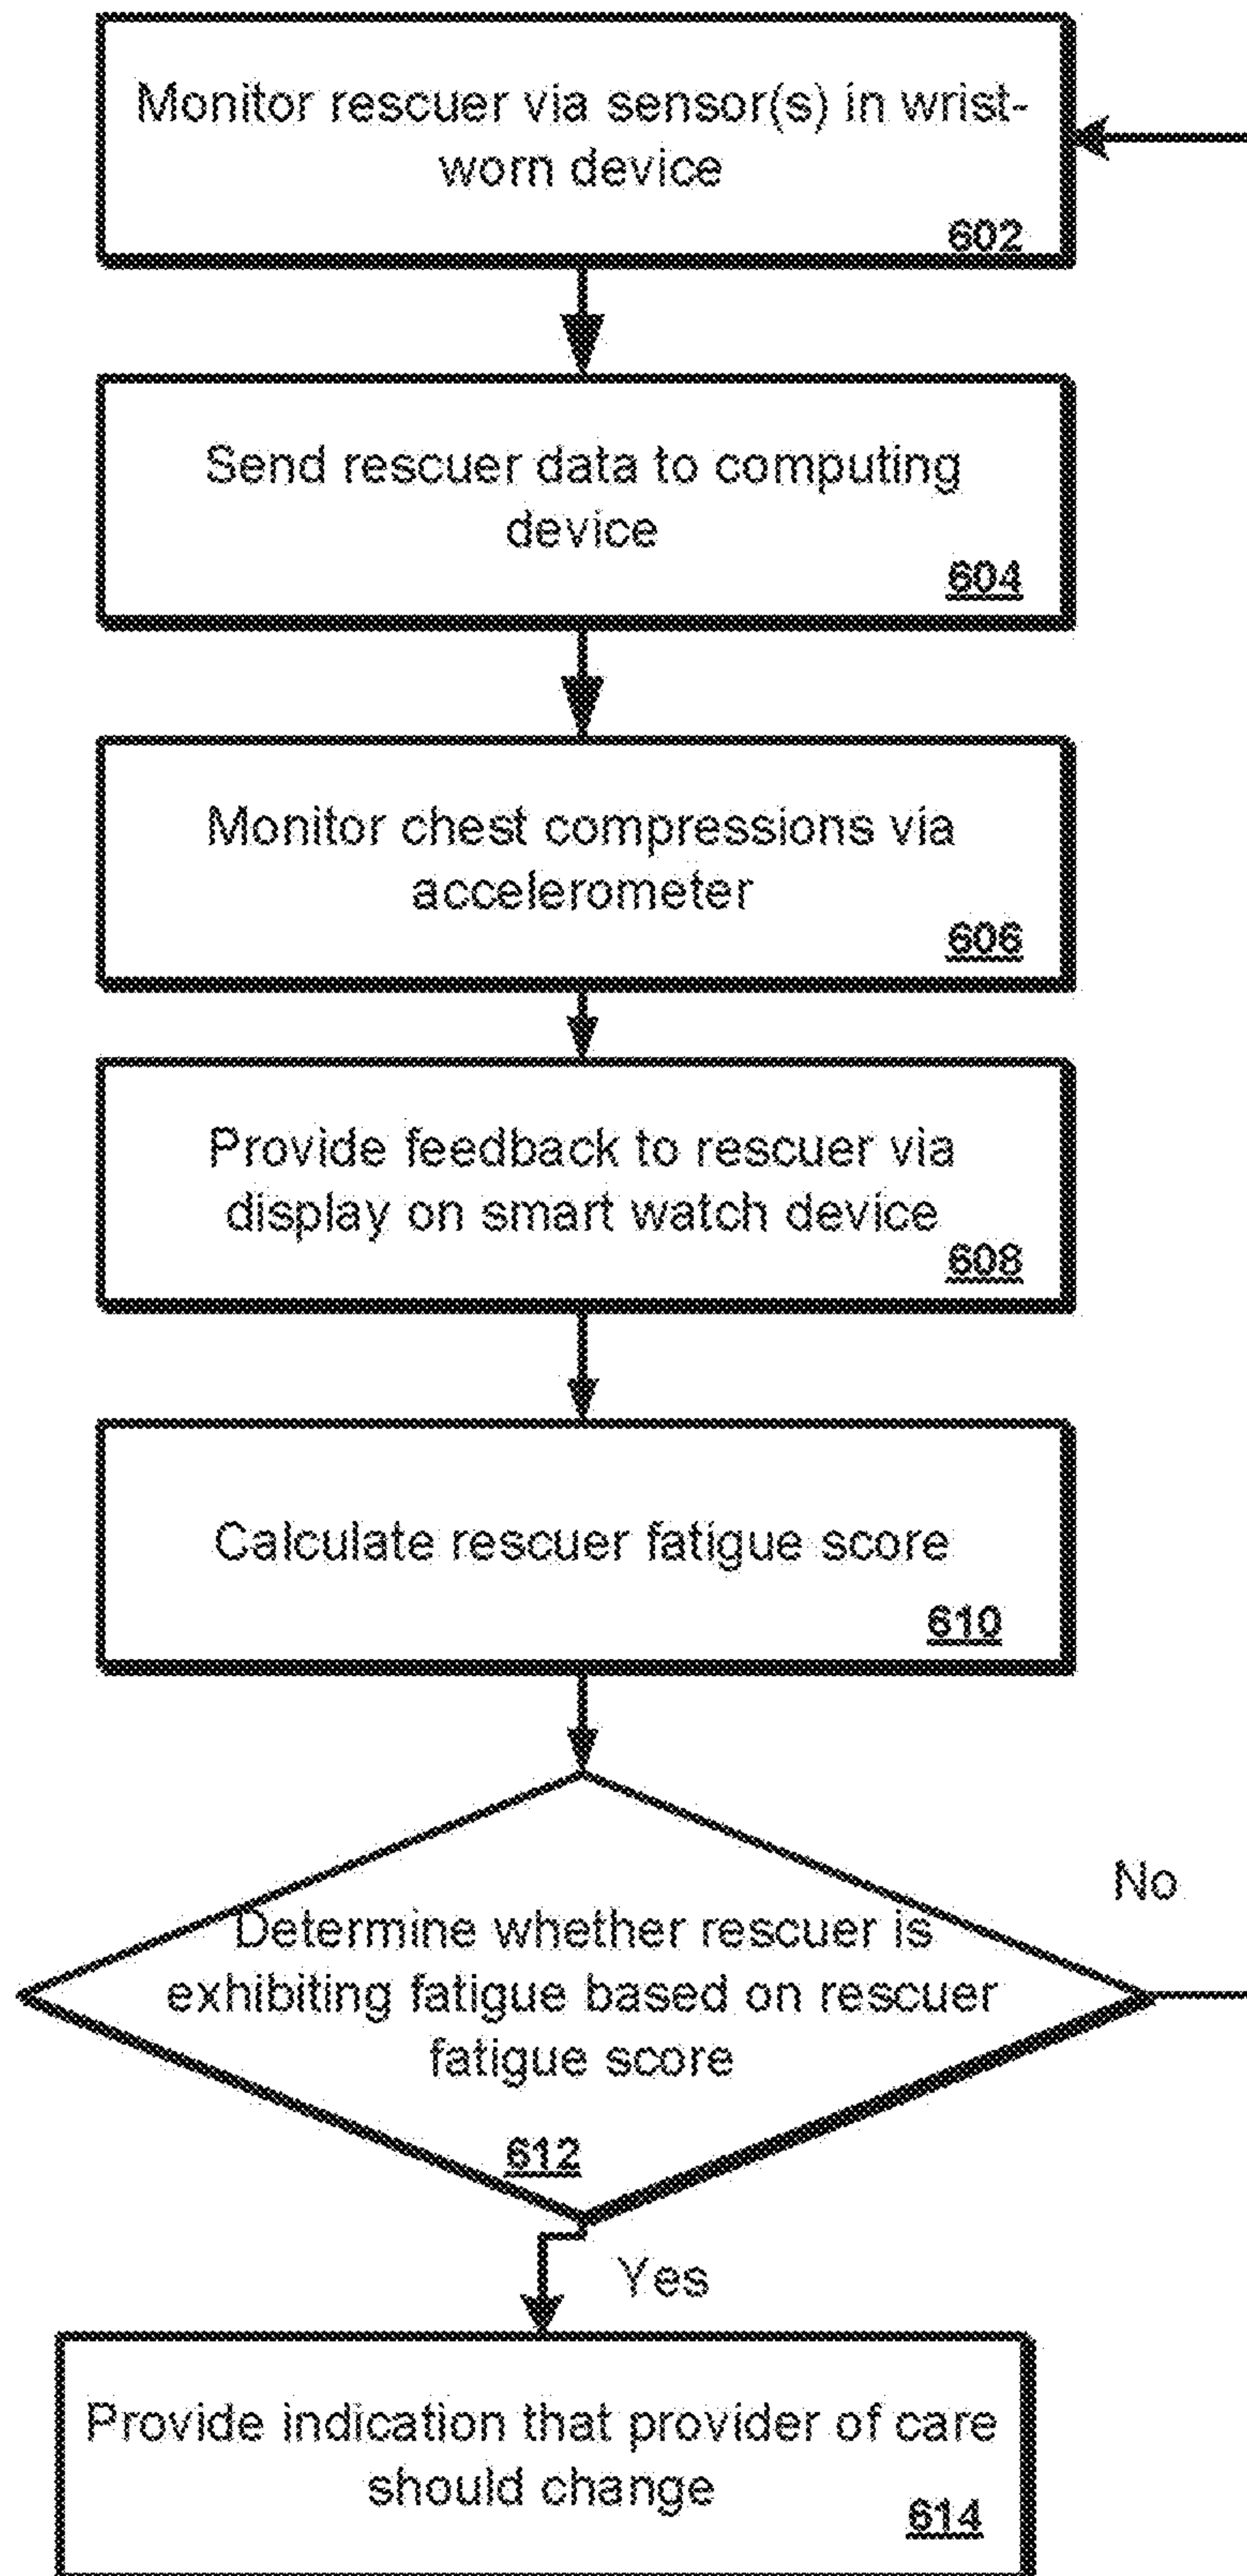 Monitor rescuer via sensor(s) in wrist-
worn device
602
Send rescuer data to computing
device
604
Monitor chest compressions via
accelerometer
606
Provide feedback to rescuer via
display on smart watch device
608
Calculate rescuer fatigue score
610
No
Determine whether rescuer is
exhibiting fatigue based on rescuer
fatigue score
612
Yes
Provide indication that provider of care
should change
614